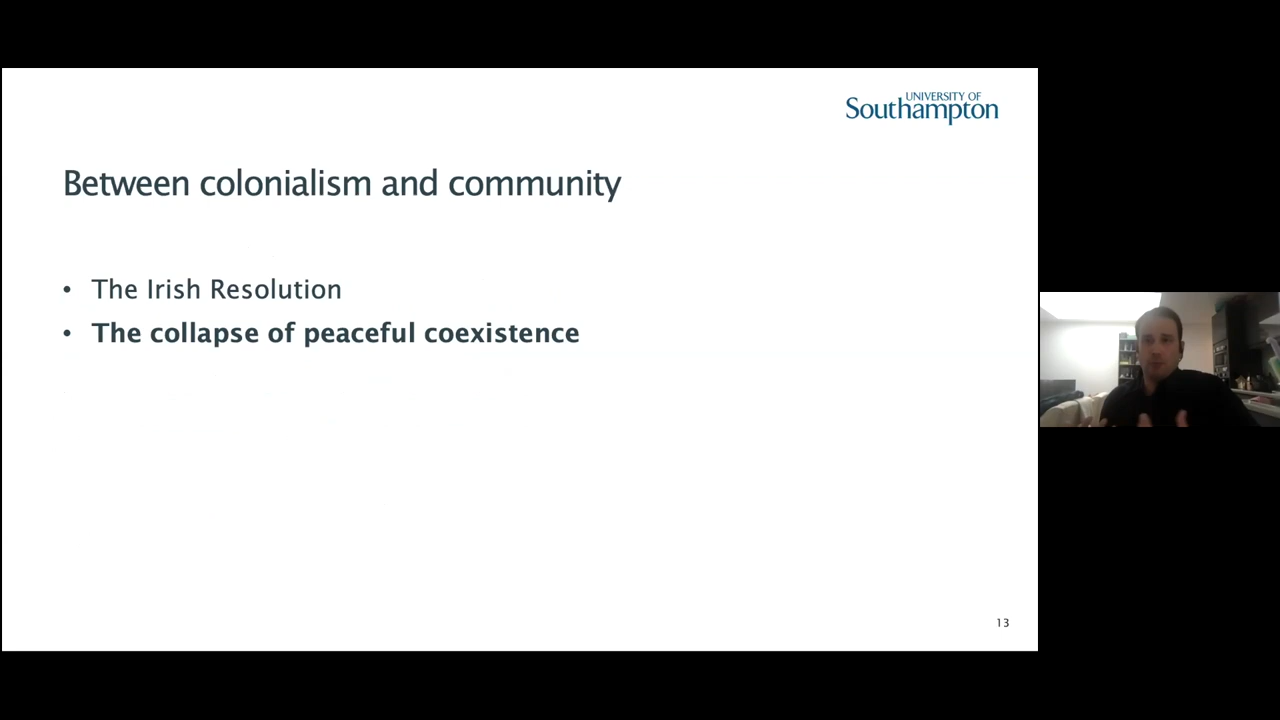 UNIVERSITY OF
Southampton
Between colonialism and community
• The Irish Resolution
• The collapse of peaceful coexistence
13